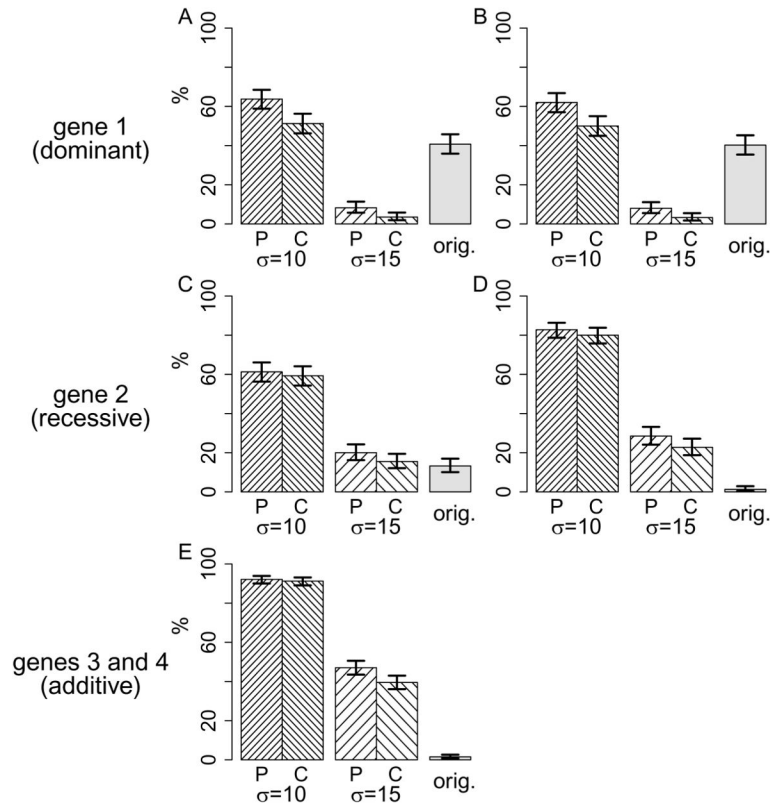 A
B
100
60
20
0
%
P C P C
σ=10 σ=15 orig.
100
60
20
0
P C P C
σ=10 σ=15 orig.
gene 1
(dominant)
C
D
100
60
20
0
%
P C P C
σ=10 σ=15 orig.
100
60
20
0
P C P C
σ=10 σ=15 orig.
gene 2
(recessive)
E
100
60
20
0
%
P C P C
σ=10 σ=15 orig.
genes 3 and 4
(additive)